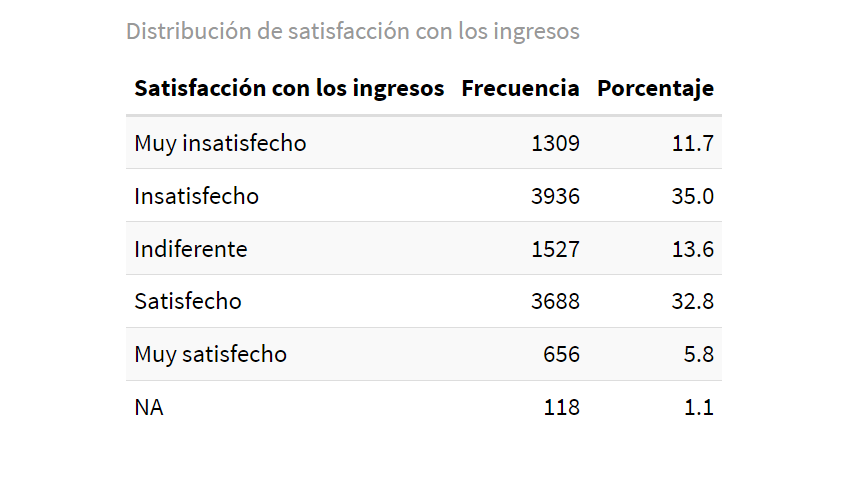 Distribución de satisfacción con los ingresos
Satisfacción con los ingresos Frecuencia Porcentaje
Muy insatisfecho 1309 11.7
Insatisfecho 3936 35.0
Indiferente 1527 13.6
Satisfecho 3688 32.8
Muy satisfecho 656 5.8
NA 118 1.1